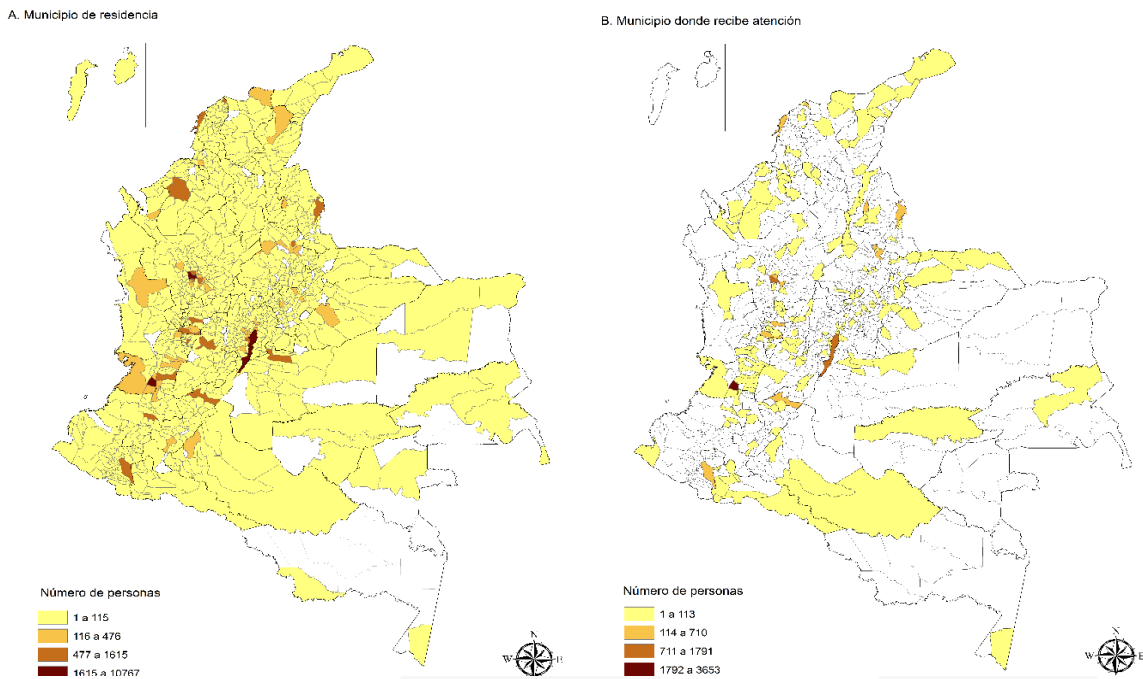 A. Municipio de residencia
B. Municipio donde recibe atención
Número de personas
1 a 115
116 a 476
477 a 1615
1615 a 10767
N
W
E
S
Número de personas
1 a 113
114 a 710
711 a 1791
1792 a 3653
N
W
E
S